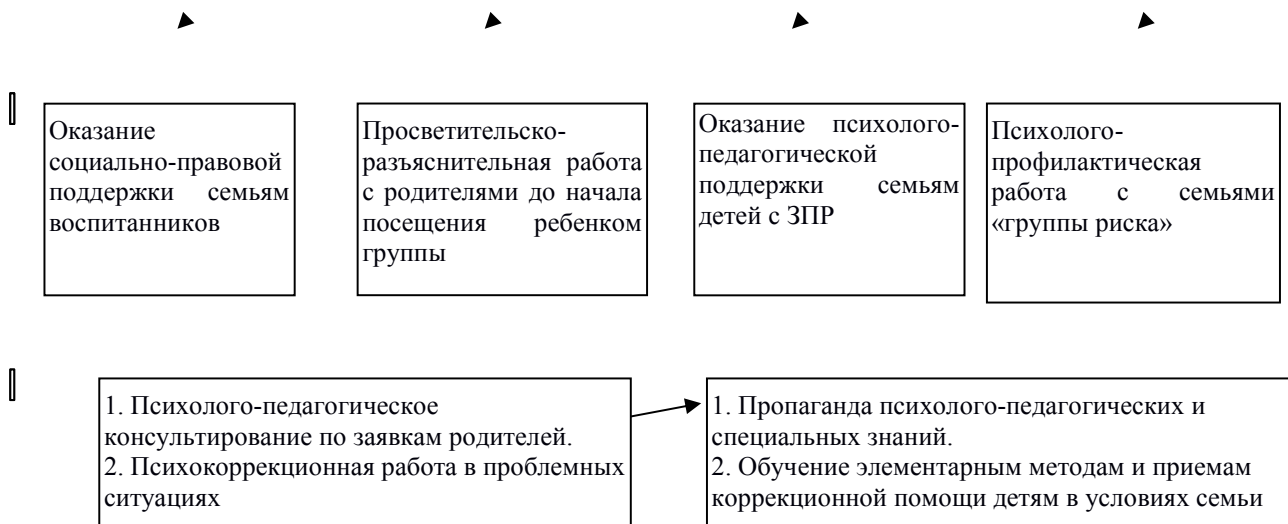 Оказание
социально-правовой
поддержки семьям
воспитанников
Просветительско-
разъяснительная работа
с родителями до начала
посещения ребенком
группы
Оказание психолого-
педагогической
поддержки семьям
детей с ЗПР
Психолого-
профилактическая
работа с семьями
«группы риска»
1. Психолого-педагогическое
консультирование по заявкам родителей.
2. Психокоррекционная работа в проблемных
ситуациях
1. Пропаганда психолого-педагогических и
специальных знаний.
2. Обучение элементарным методам и приемам
коррекционной помощи детям в условиях семьи